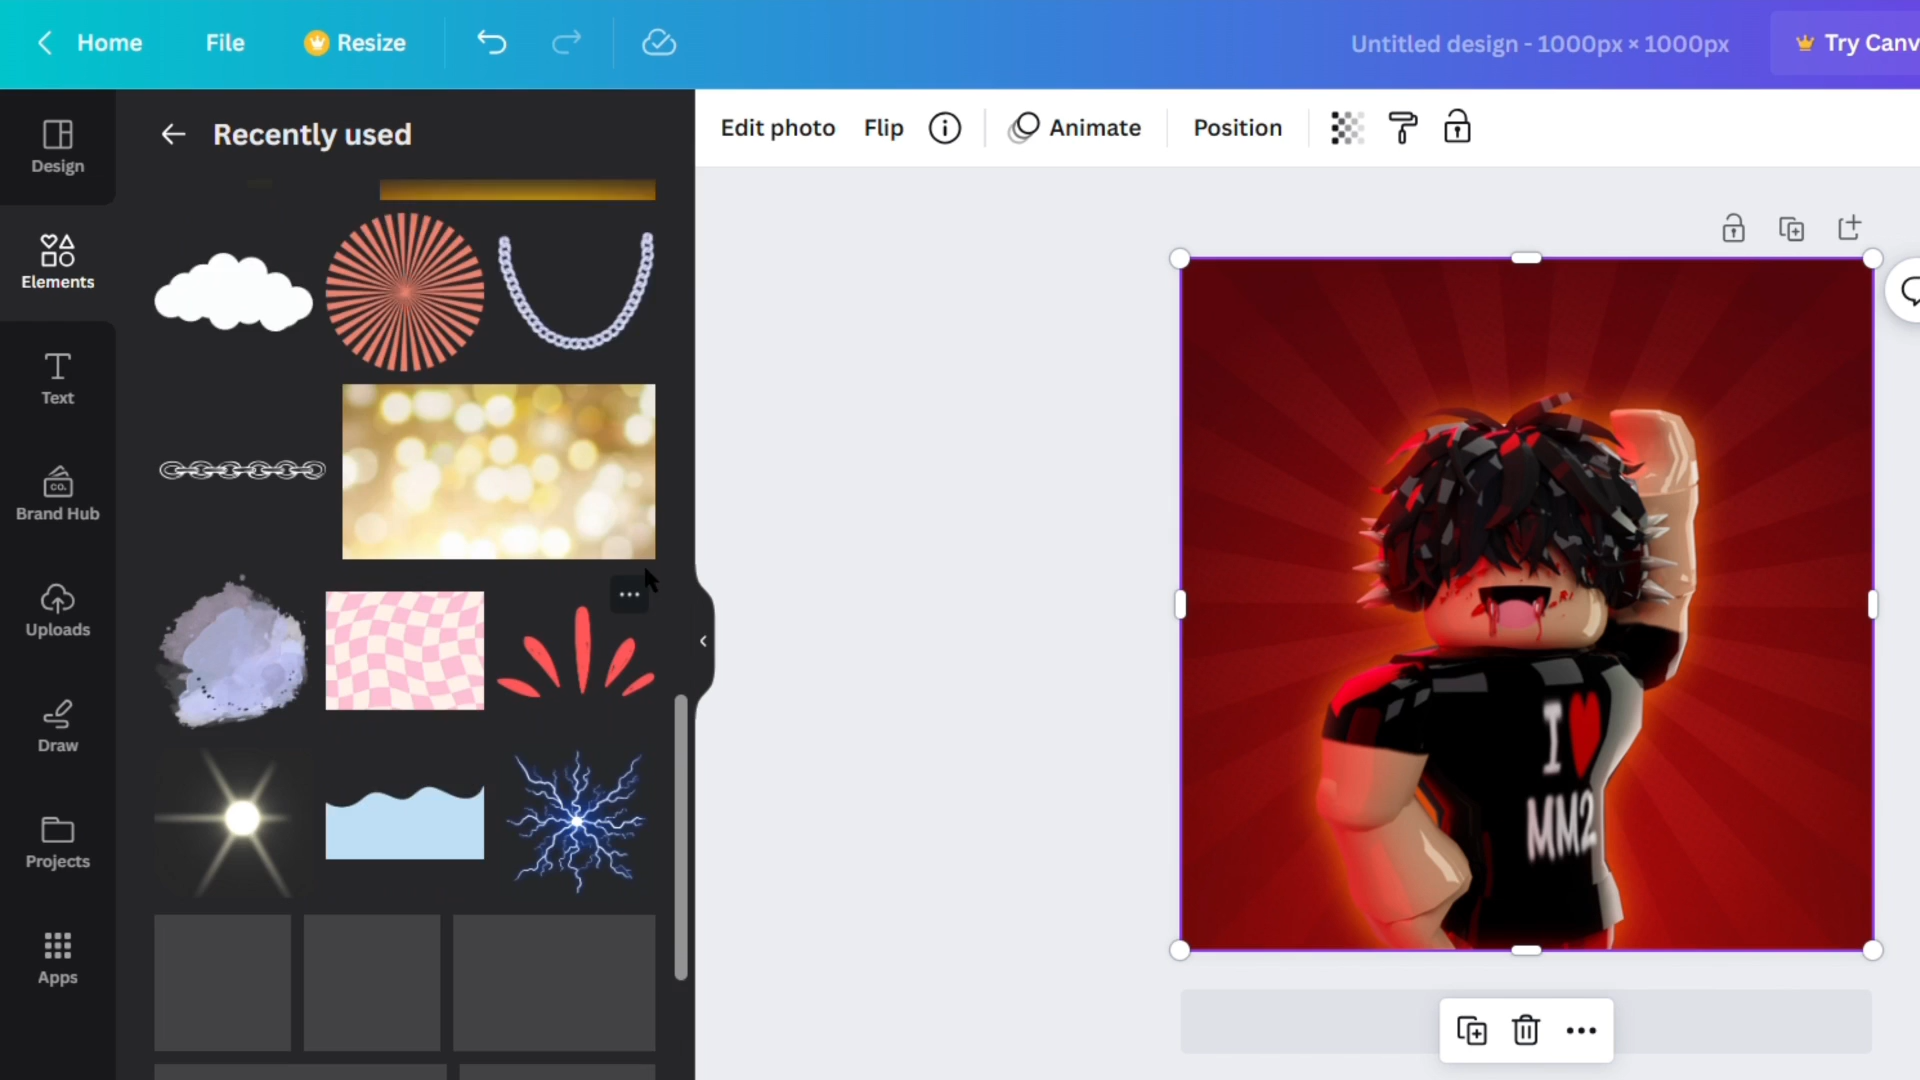 Home File Resize
Untitled design - 1000px × 1000px
Try Canv
Design
Elements
Text
CO.
Brand Hub
Uploads
Draw
Projects
Apps
Recently used
Edit photo Flip Animate Position
I
MM2